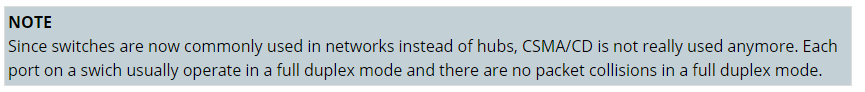 NOTE
Since switches are now commonly used in networks instead of hubs, CSMA/CD is not really used anymore. Each
port on a swich usually operate in a full duplex mode and there are no packet collisions in a full duplex mode.